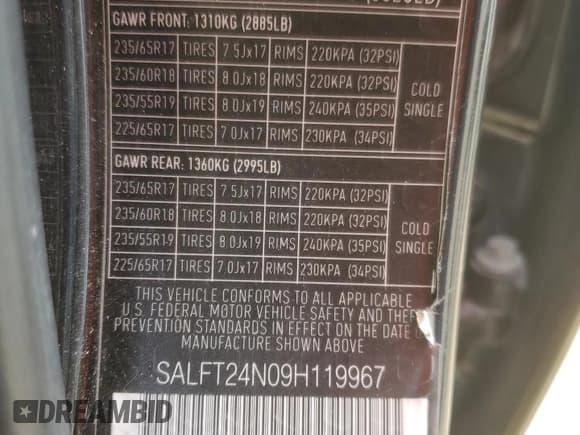 GAWR FRONT: 1310KG (2885LB)
235/65R17 TIRES 7.5Jx17 RIMS 220KPA (32PSI)
235/60R18 TIRES 8.0Jx18 RIMS 220KPA (32PSI)
235/55R19 TIRES 8.0Jx19 RIMS 240KPA (35PSI)
225/65R17 TIRES 7.0Jx17 RIMS 230KPA (34PSI)
COLD
SINGLE
GAWR REAR: 1360KG (2995LB)
235/65R17 TIRES 7.5Jx17 RIMS 220KPA (32PSI)
235/60R18 TIRES 8.0Jx18 RIMS 220KPA (32PSI)
235/55R19 TIRES 8.0Jx19 RIMS 240KPA (35PSI)
225/65R17 TIRES 7.0Jx17 RIMS 230KPA (34PSI)
COLD
SINGLE
THIS VEHICLE CONFORMS TO ALL APPLICABLE
U.S. FEDERAL MOTOR VEHICLE SAFETY AND THEFT
PREVENTION STANDARDS IN EFFECT ON THE DATE OF
MANUFACTURE SHOWN ABOVE
SALFT24N09H119967
DREAMBID